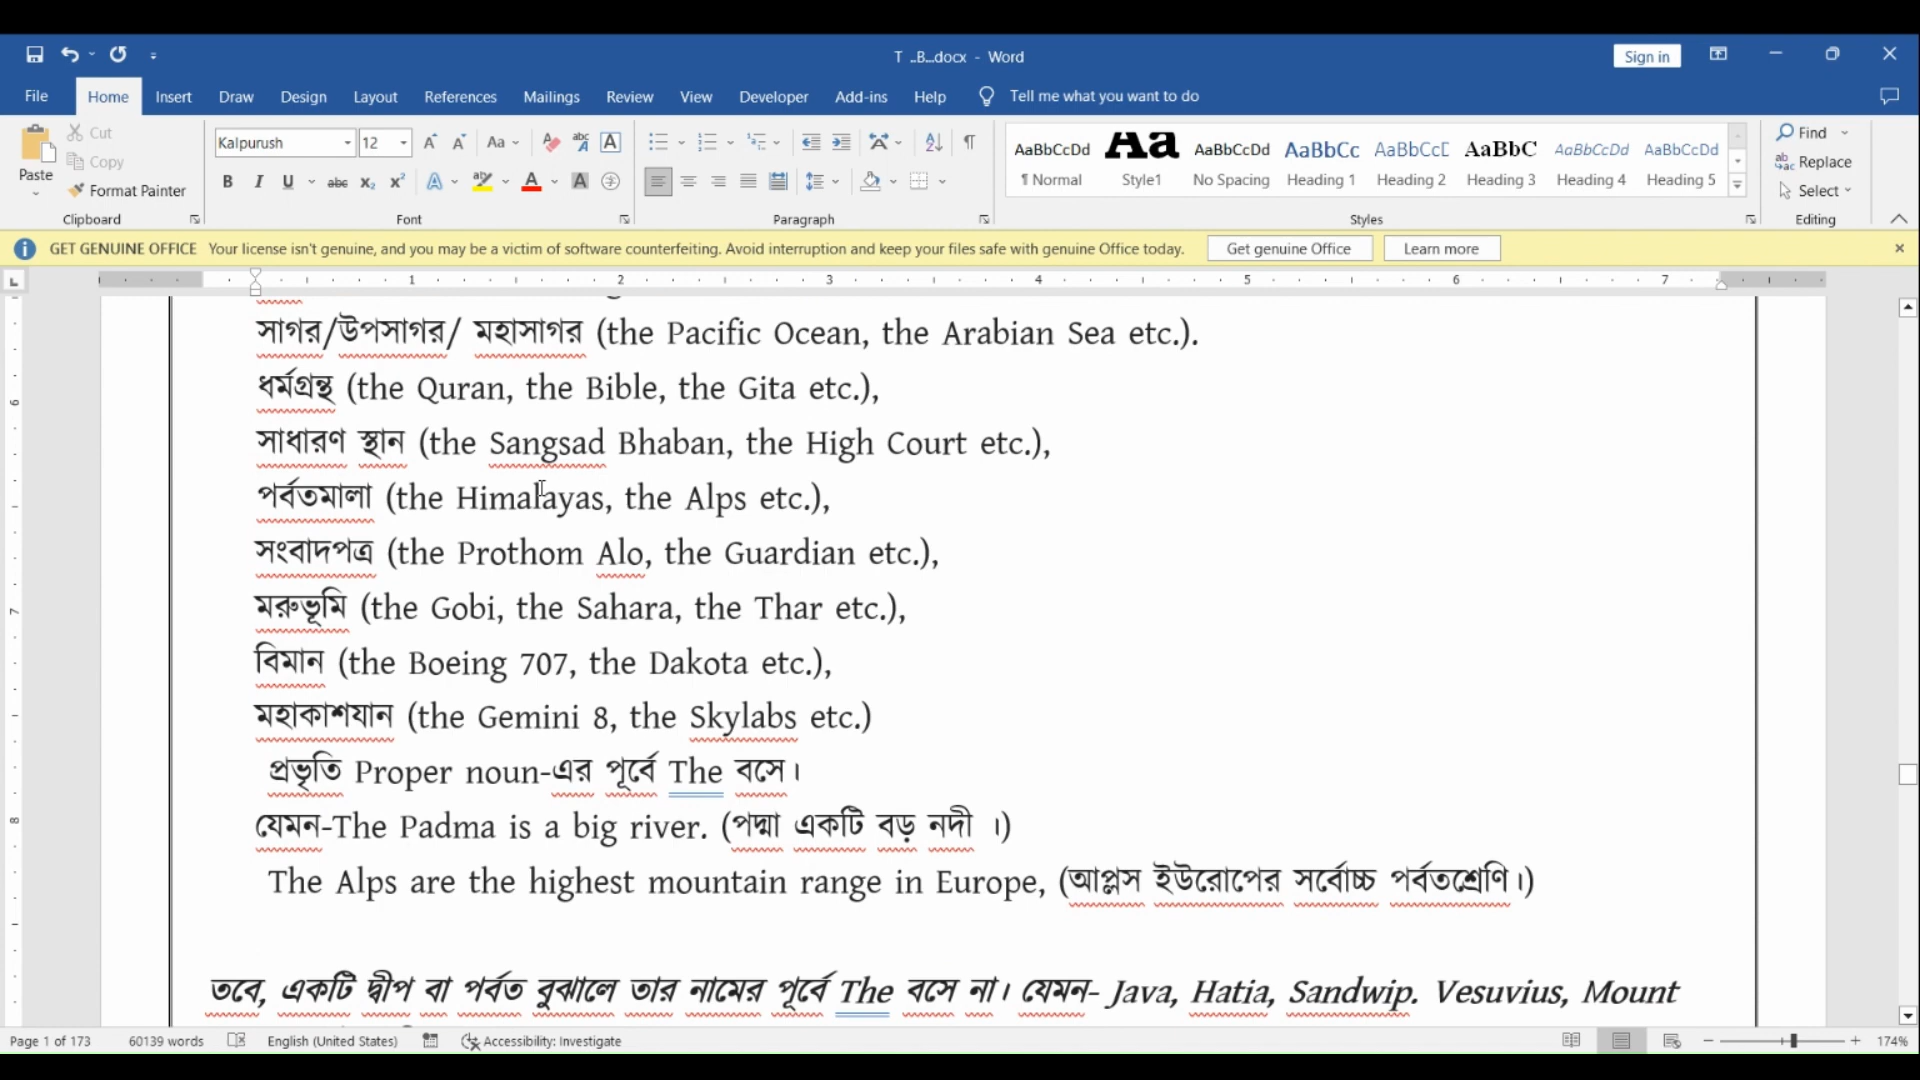 T ..B...docx - Word
Sign in
File Home Insert Draw Design Layout References Mailings Review View Developer Add-ins Help Tell me what you want to do
Paste Cut Copy Format Painter
Kalpurush 12
AaBbCcDd Aa AaBbCcDd AaBbCc AaBbCcD AaBbC AaBbCcDd AaBbCcDd
¶ Normal Style1 No Spacing Heading 1 Heading 2 Heading 3 Heading 4 Heading 5
Find Replace Select
Clipboard Font Paragraph Styles Editing
GET GENUINE OFFICE Your license isn't genuine, and you may be a victim of software counterfeiting. Avoid interruption and keep your files safe with genuine Office today. Get genuine Office Learn more
1 2 3 4 5 6 7
সাগর/উপসাগর/ মহাসাগর (the Pacific Ocean, the Arabian Sea etc.).
ধর্মগ্রন্থ (the Quran, the Bible, the Gita etc.),
সাধারণ স্থান (the Sangsad Bhaban, the High Court etc.),
পর্বতমালা (the Himalayas, the Alps etc.),
সংবাদপত্র (the Prothom Alo, the Guardian etc.),
মরুভূমি (the Gobi, the Sahara, the Thar etc.),
বিমান (the Boeing 707, the Dakota etc.),
মহাকাশযান (the Gemini 8, the Skylabs etc.)
প্রভৃতি Proper noun-এর পূর্বে The বসে।
যেমন-The Padma is a big river. (পদ্মা একটি বড় নদী ।)
The Alps are the highest mountain range in Europe, (আপ্লস ইউরোপের সর্বোচ্চ পর্বতশ্রেণি।)
তবে, একটি দ্বীপ বা পর্বত বুঝালে তার নামের পূর্বে The বসে না। যেমন- Java, Hatia, Sandwip. Vesuvius, Mount
Page 1 of 173 60139 words English (United States) Accessibility: Investigate 174%